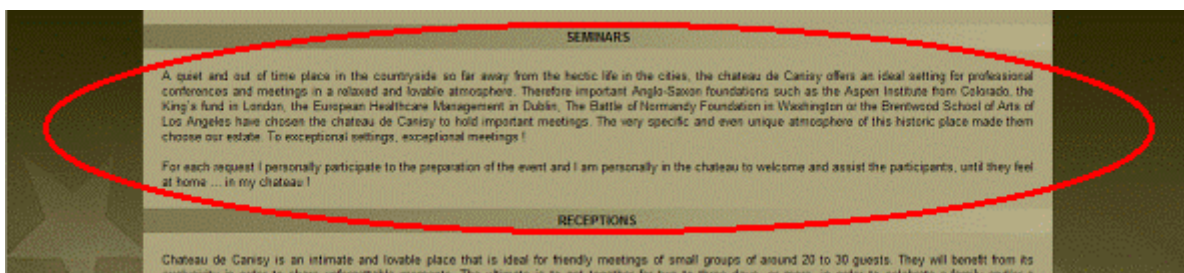 SEMINARS
A quiet and out of time place in the countryside so far away from the hectic life in the cities, the chateau de Canisy offers an ideal setting for professional
conferences and meetings in a relaxed and lovable atmosphere. Therefore important Anglo-Saxon foundations such as the Aspen Institute from Colorado, the
King's fund in London, the European Healthcare Management in Dublin, The Battle of Normandy Foundation in Washington or the Brentwood School of Arts of
Los Angeles have chosen the chateau de Canisy to hold important meetings. The very specific and even unique atmosphere of this historic place made them
choose our estate. To exceptional settings, exceptional meetings !
For each request I personally participate to the preparation of the event and I am personally in the chateau to welcome and assist the participants, until they feel
at home ... in my chateau !
RECEPTIONS
Chateau de Canisy is an intimate and lovable place that is ideal for friendly meetings of small groups of around 20 to 30 guests. They will benefit from its